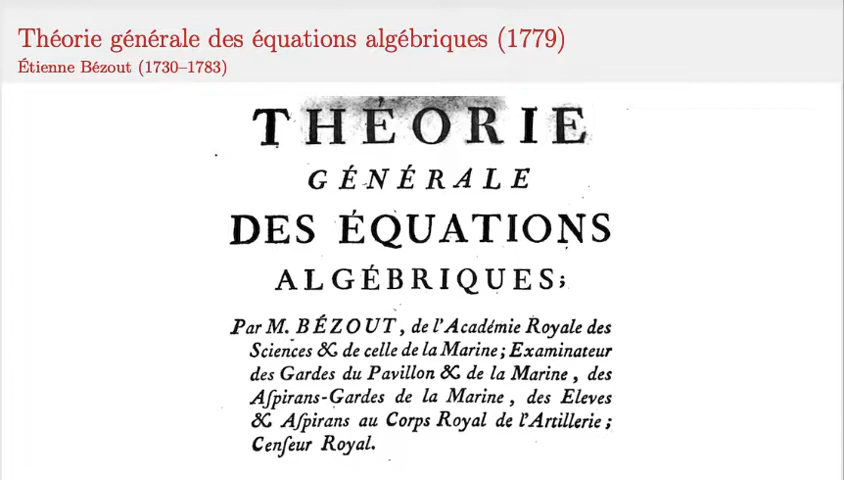 Théorie générale des équations algébriques (1779)
Étienne Bézout (1730–1783)
THÉORIE
GÉNÉRALE
DES ÉQUATIONS
ALGÉBRIQUES;
Par M. BÉZOUT, de l'Académie Royale des
Sciences & de celle de la Marine; Examinateur
des Gardes du Pavillon & de la Marine, des
Aſpirans-Gardes de la Marine, des Eleves
& Aſpirans au Corps Royal de l'Artillerie;
Cenſeur Royal.